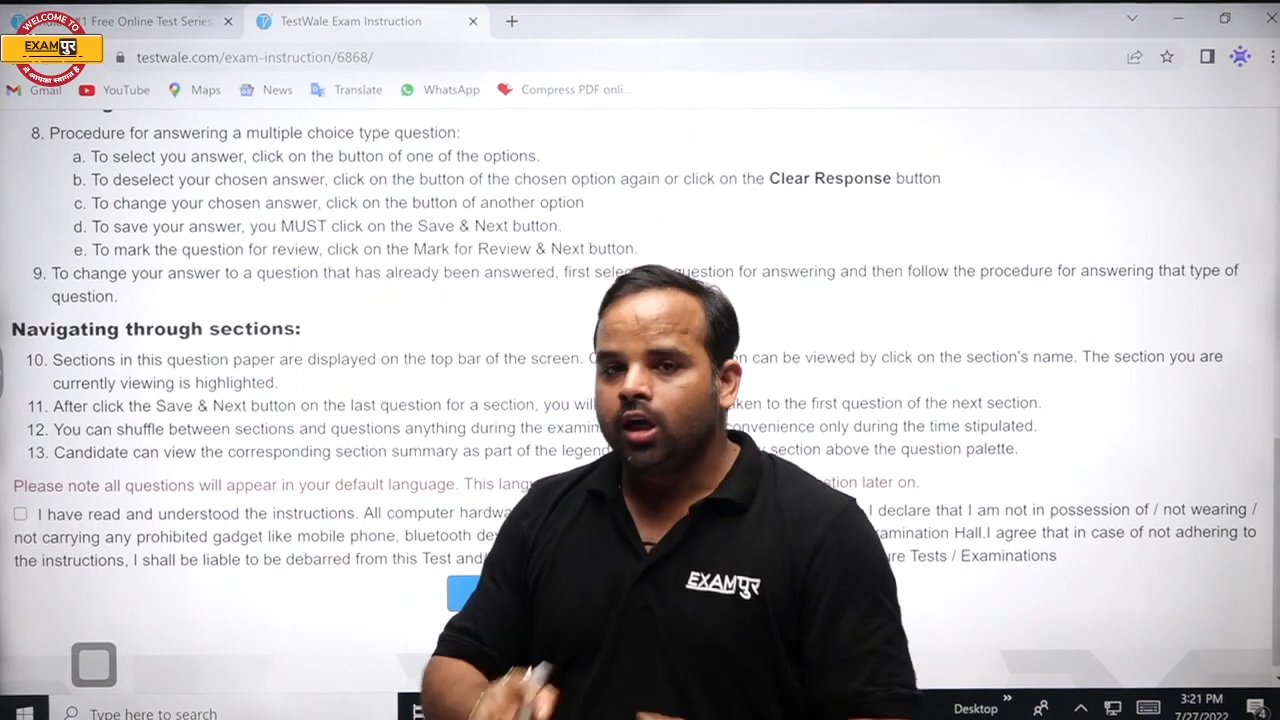 #1 Free Online Test Series
TestWale Exam Instruction
WELCOME TO
EXAMपुर
में आपका स्वागत है
testwale.com/exam-instruction/6868/
Gmail YouTube Maps News Translate WhatsApp Compress PDF onli...
8. Procedure for answering a multiple choice type question:
a. To select you answer, click on the button of one of the options.
b. To deselect your chosen answer, click on the button of the chosen option again or click on the Clear Response button
c. To change your chosen answer, click on the button of another option
d. To save your answer, you MUST click on the Save & Next button.
e. To mark the question for review, click on the Mark for Review & Next button.
9. To change your answer to a question that has already been answered, first question for answering and then follow the procedure for answering that type of
question.
Navigating through sections:
10. Sections in this question paper are displayed on the top bar of the screen. can be viewed by click on the section's name. The section you are
currently viewing is highlighted.
11. After click the Save & Next button on the last question for a section, you will taken to the first question of the next section.
12. You can shuffle between sections and questions anything during the convenience only during the time stipulated.
13. Candidate can view the corresponding section summary as part of the section above the question palette.
Please note all questions will appear in your default language. This later on.
I have read and understood the instructions. All computer I declare that I am not in possession of / not wearing /
not carrying any prohibited gadget like mobile phone, bluetooth Hall.I agree that in case of not adhering to
the instructions, I shall be liable to be debarred from this Test Tests / Examinations
EXAMपुर
Type here to search
Desktop
3:21 PM
7/27/2022
4